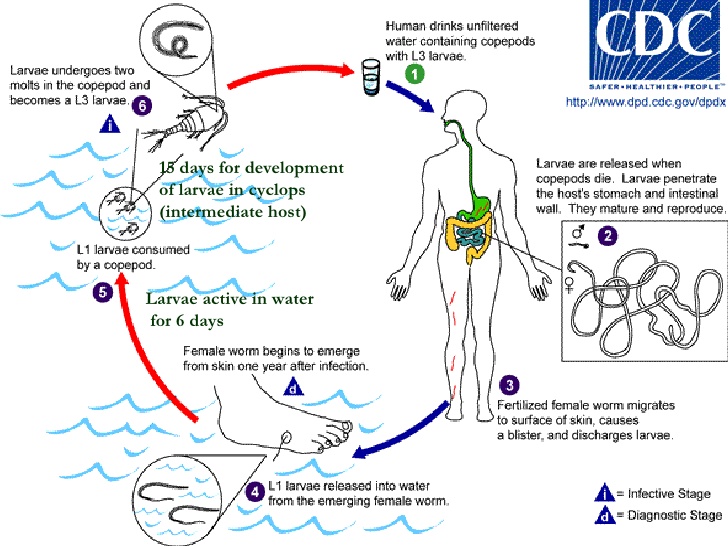 Human drinks unfiltered
water containing copepods
with L3 larvae.
1
CDC
SAFER•HEALTHIER•PEOPLE™
http://www.dpd.cdc.gov/dpdx
Larvae undergoes two
molts in the copepod and
becomes a L3 larvae. 6
i
15 days for development
of larvae in cyclops
(intermediate host)
Larvae are released when
copepods die. Larvae penetrate
the host's stomach and intestinal
wall. They mature and reproduce.
♂ 2
♀
L1 larvae consumed
by a copepod.
5
Larvae active in water
for 6 days
Female worm begins to emerge
from skin one year after infection.
d
3
Fertilized female worm migrates
to surface of skin, causes
a blister, and discharges larvae.
4 L1 larvae released into water
from the emerging female worm.
i = Infective Stage
d = Diagnostic Stage